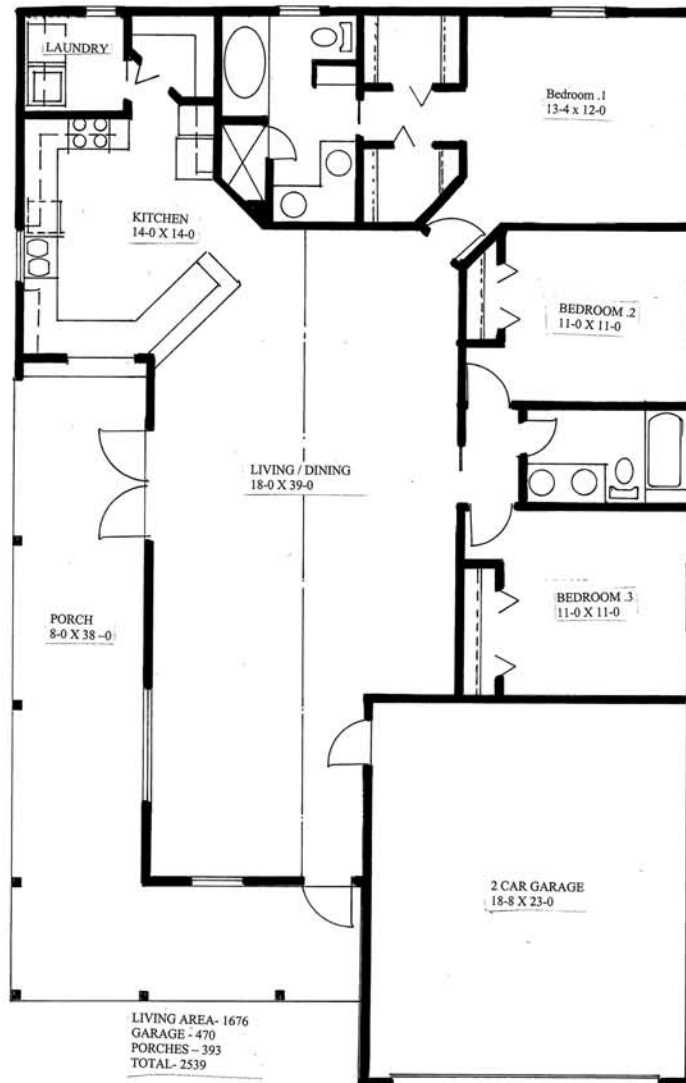 LAUNDRY
Bedroom .1
13-4 x 12-0
KITCHEN
14-0 X 14-0
BEDROOM .2
11-0 X 11-0
LIVING / DINING
18-0 X 39-0
BEDROOM .3
11-0 X 11-0
PORCH
8-0 X 38 -0
2 CAR GARAGE
18-8 X 23-0
LIVING AREA- 1676
GARAGE - 470
PORCHES – 393
TOTAL- 2539